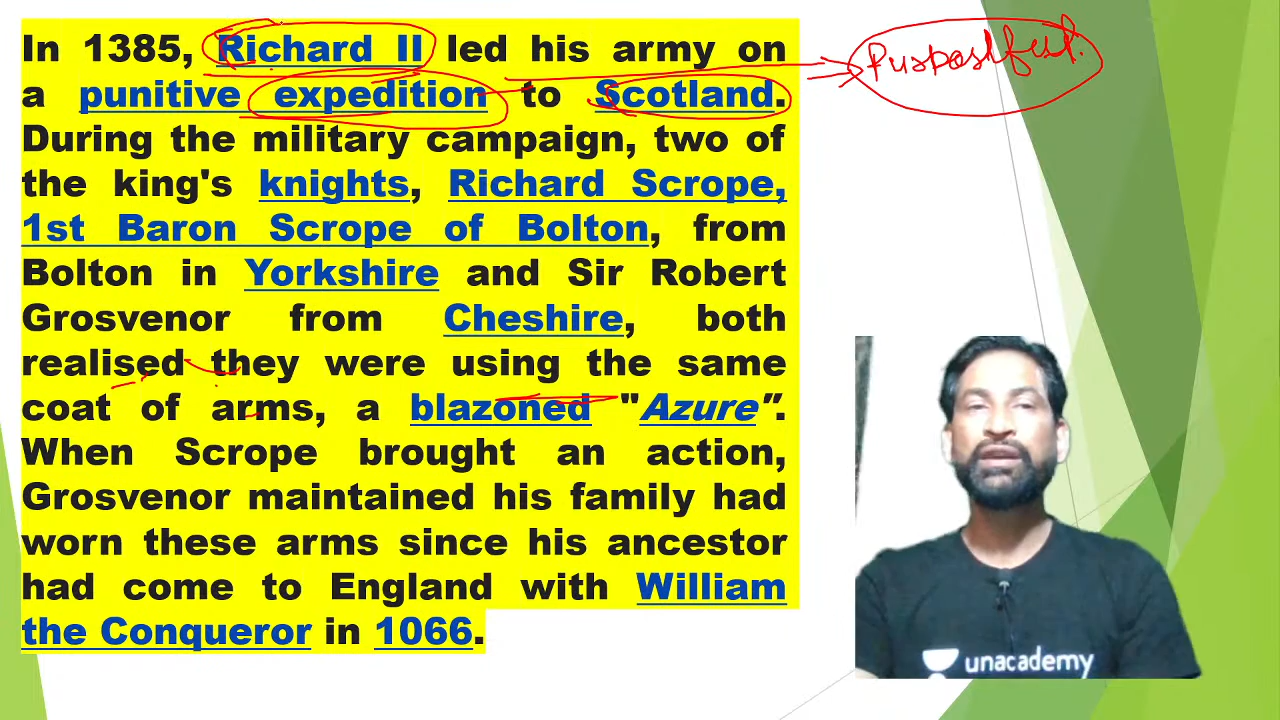 In 1385, Richard II led his army on
a punitive expedition to Scotland.
During the military campaign, two of
the king's knights, Richard Scrope,
1st Baron Scrope of Bolton, from
Bolton in Yorkshire and Sir Robert
Grosvenor from Cheshire, both
realised they were using the same
coat of arms, a blazoned "Azure".
When Scrope brought an action,
Grosvenor maintained his family had
worn these arms since his ancestor
had come to England with William
the Conqueror in 1066.
unacademy